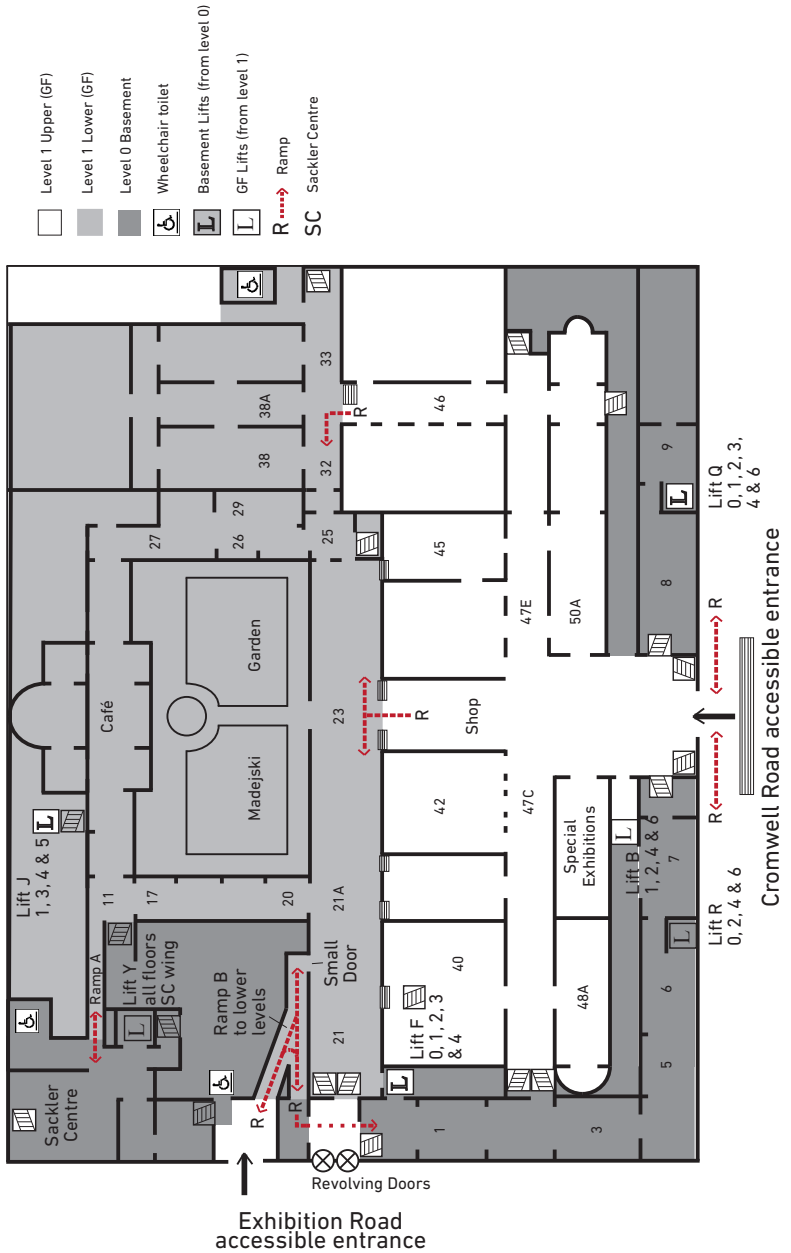 Level 1 Upper (GF)
Level 1 Lower (GF)
Level 0 Basement
Wheelchair toilet
L Basement Lifts (from level 0)
L GF Lifts (from level 1)
R Ramp
SC Sackler Centre
Sackler
Centre
Ramp A
Lift J
1, 3, 4 & 5
L
Café
27
29
26
38
38A
33
32
R
25
11
17
20
Lift Y
all floors
SC wing
L
Madejski
Garden
Ramp B
to lower
levels
Small
Door
21
21A
23
R
R
R
Exhibition Road
accessible entrance
Revolving Doors
L
Lift F
0, 1, 2, 3
& 4
40
42
Shop
45
46
1
3
5
6
7
8
9
47C
47E
48A
50A
Special
Exhibitions
L
Lift B
1, 2, 4 & 6
L
Lift R
0, 2, 4 & 6
L
Lift Q
0, 1, 2, 3,
4 & 6
R
R
Cromwell Road accessible entrance